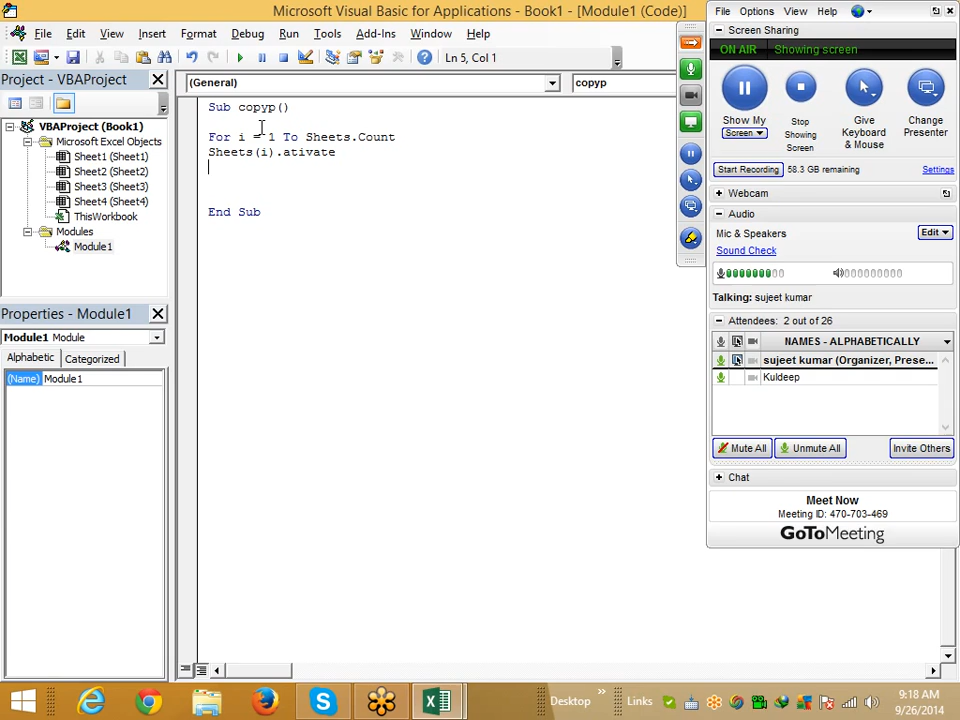 Microsoft Visual Basic for Applications - Book1 - [Module1 (Code)]
File Edit View Insert Format Debug Run Tools Add-Ins Window Help
Ln 5, Col 1
Project - VBAProject
(General)
copyp
VBAProject (Book1)
Microsoft Excel Objects
Sheet1 (Sheet1)
Sheet2 (Sheet2)
Sheet3 (Sheet3)
Sheet4 (Sheet4)
ThisWorkbook
Modules
Module1
Sub copyp()
For i = 1 To Sheets.Count
Sheets(i).ativate
End Sub
Properties - Module1
Module1 Module
Alphabetic Categorized
(Name) Module1
File Options View Help
Screen Sharing
ON AIR Showing screen
Show My
Screen
Stop
Showing
Screen
Give
Keyboard
& Mouse
Change
Presenter
Start Recording 58.3 GB remaining Settings
Webcam
Audio
Mic & Speakers Edit
Sound Check
Talking: sujeet kumar
Attendees: 2 out of 26
NAMES - ALPHABETICALLY
sujeet kumar (Organizer, Prese...
Kuldeep
Mute All Unmute All Invite Others
Chat
Meet Now
Meeting ID: 470-703-469
GoToMeeting
Desktop
Links
9:18 AM
9/26/2014